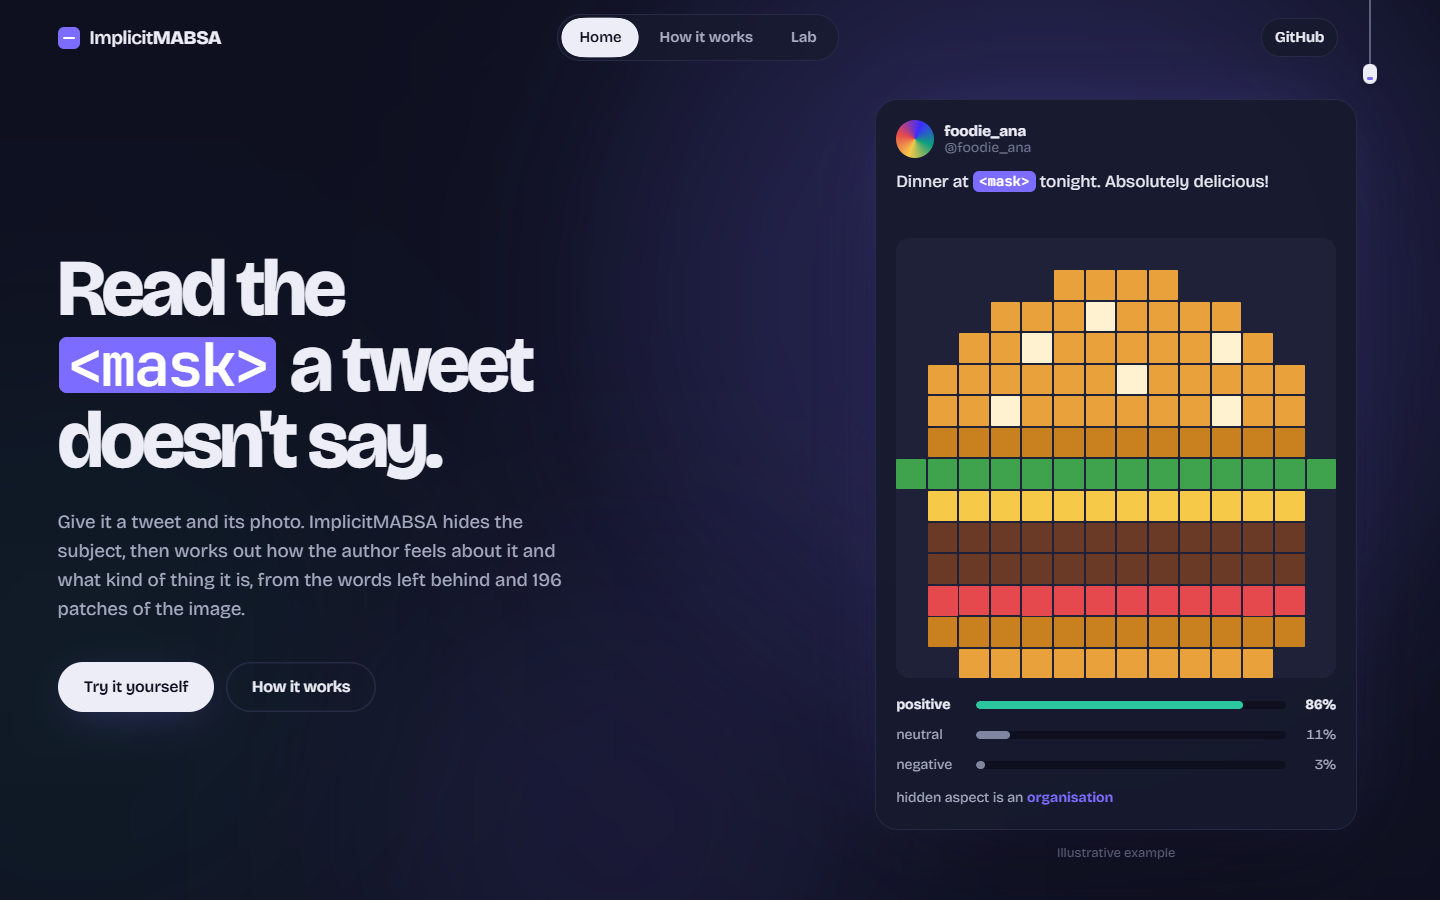 ImplicitMABSA
Home How it works Lab
GitHub
Read the
<mask> a tweet
doesn't say.
Give it a tweet and its photo. ImplicitMABSA hides the
subject, then works out how the author feels about it and
what kind of thing it is, from the words left behind and 196
patches of the image.
Try it yourself How it works
foodie_ana
@foodie_ana
Dinner at <mask> tonight. Absolutely delicious!
positive 86%
neutral 11%
negative 3%
hidden aspect is an organisation
Illustrative example